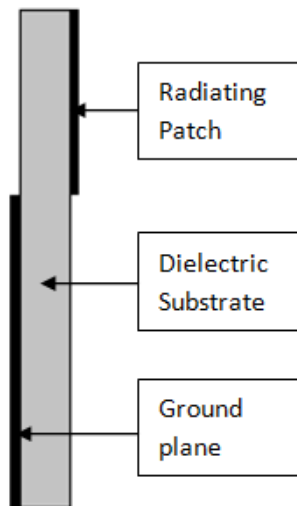 Radiating
Patch
Dielectric
Substrate
Ground
plane